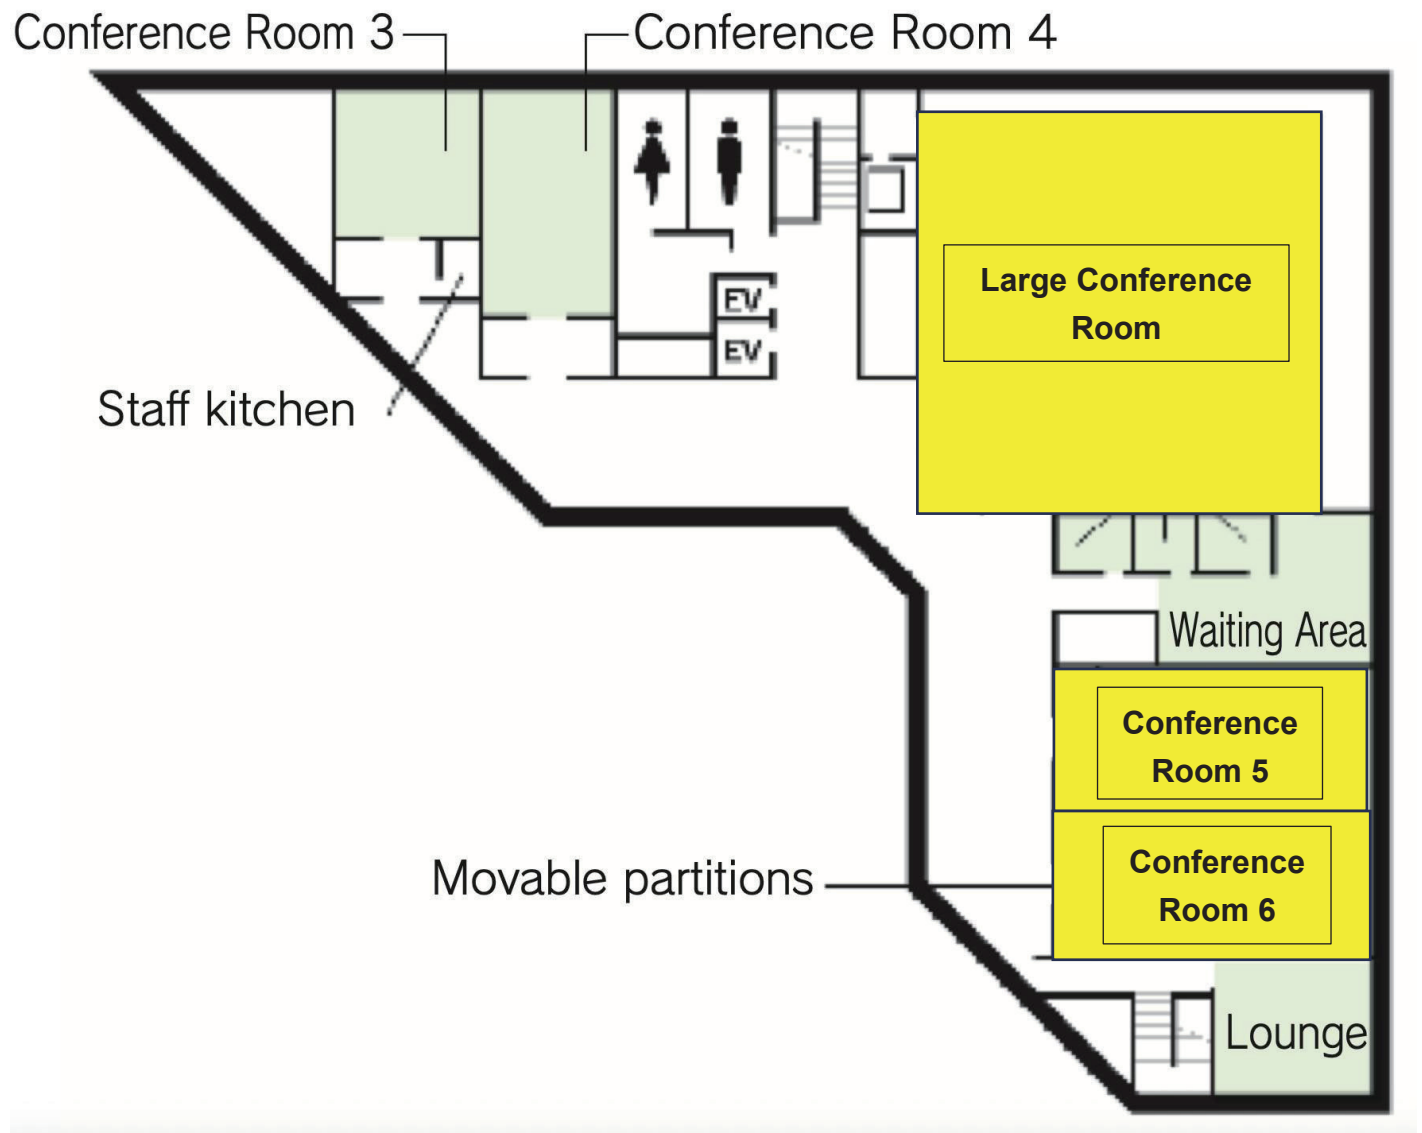 Conference Room 3
Conference Room 4
EV
EV
Large Conference
Room
Staff kitchen
Waiting Area
Conference
Room 5
Movable partitions
Conference
Room 6
Lounge